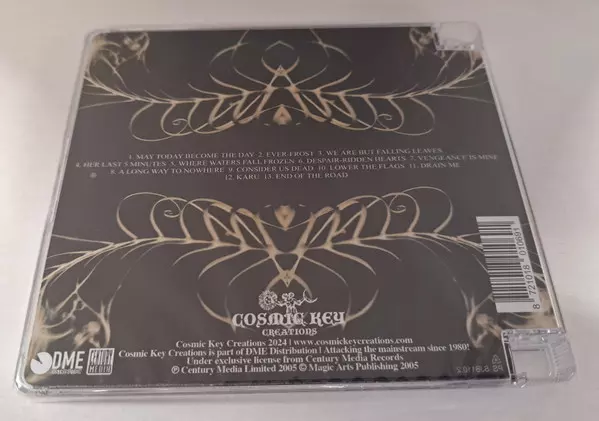 1. MAY TODAY BECOME THE DAY 2. EVER-FROST 3. WE ARE BUT FALLING LEAVES
4. HER LAST 5 MINUTES 5. WHERE WATERS FALL FROZEN 6. DESPAIR-RIDDEN HEARTS 7. VENGEANCE IS MINE
8. A LONG WAY TO NOWHERE 9. CONSIDER US DEAD 10. LOWER THE FLAGS 11. DRAIN ME
12. KARU 13. END OF THE ROAD
8 721018 010691
COSMIC KEY
CREATIONS
Cosmic Key Creations 2024 | www.cosmickeycreations.com
DME
CENTURY MEDIA
Cosmic Key Creations is part of DME Distribution | Attacking the mainstream since 1980!
Under exclusive license from Century Media Records
℗ Century Media Limited 2005 © Magic Arts Publishing 2005